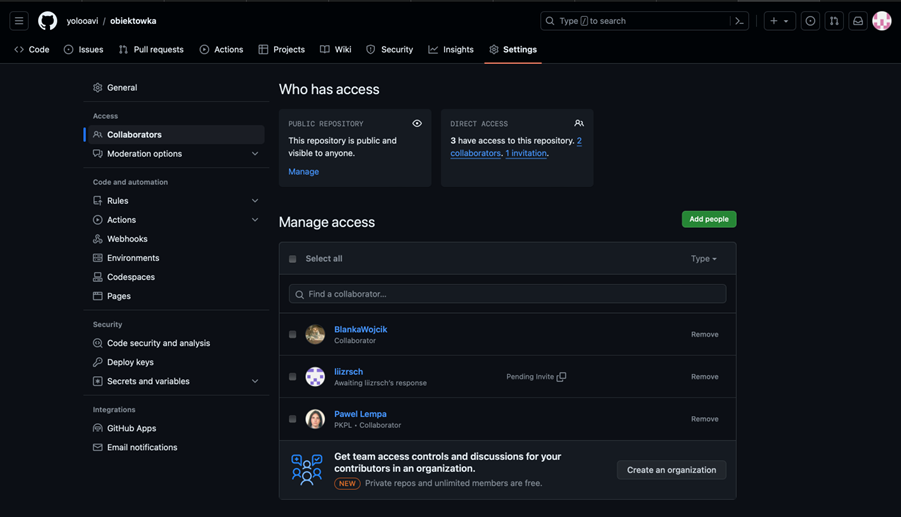 yolooavi / obiektowka
Type / to search
Code Issues Pull requests Actions Projects Wiki Security Insights Settings
General
Access
Collaborators
Moderation options
Code and automation
Rules
Actions
Webhooks
Environments
Codespaces
Pages
Security
Code security and analysis
Deploy keys
Secrets and variables
Integrations
GitHub Apps
Email notifications
Who has access
PUBLIC REPOSITORY
This repository is public and
visible to anyone.
Manage
DIRECT ACCESS
3 have access to this repository. 2
collaborators. 1 invitation.
Manage access
Add people
Select all
Type
Find a collaborator...
BlankaWojcik
Collaborator
Remove
liizrsch
Awaiting liizrsch's response
Pending Invite
Remove
Pawel Lempa
PKPL • Collaborator
Remove
Get team access controls and discussions for your
contributors in an organization.
NEW Private repos and unlimited members are free.
Create an organization